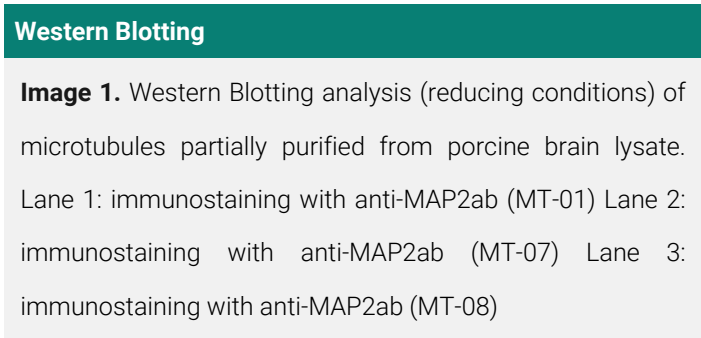 Western Blotting
Image 1. Western Blotting analysis (reducing conditions) of
microtubules partially purified from porcine brain lysate.
Lane 1: immunostaining with anti-MAP2ab (MT-01) Lane 2:
immunostaining with anti-MAP2ab (MT-07) Lane 3:
immunostaining with anti-MAP2ab (MT-08)